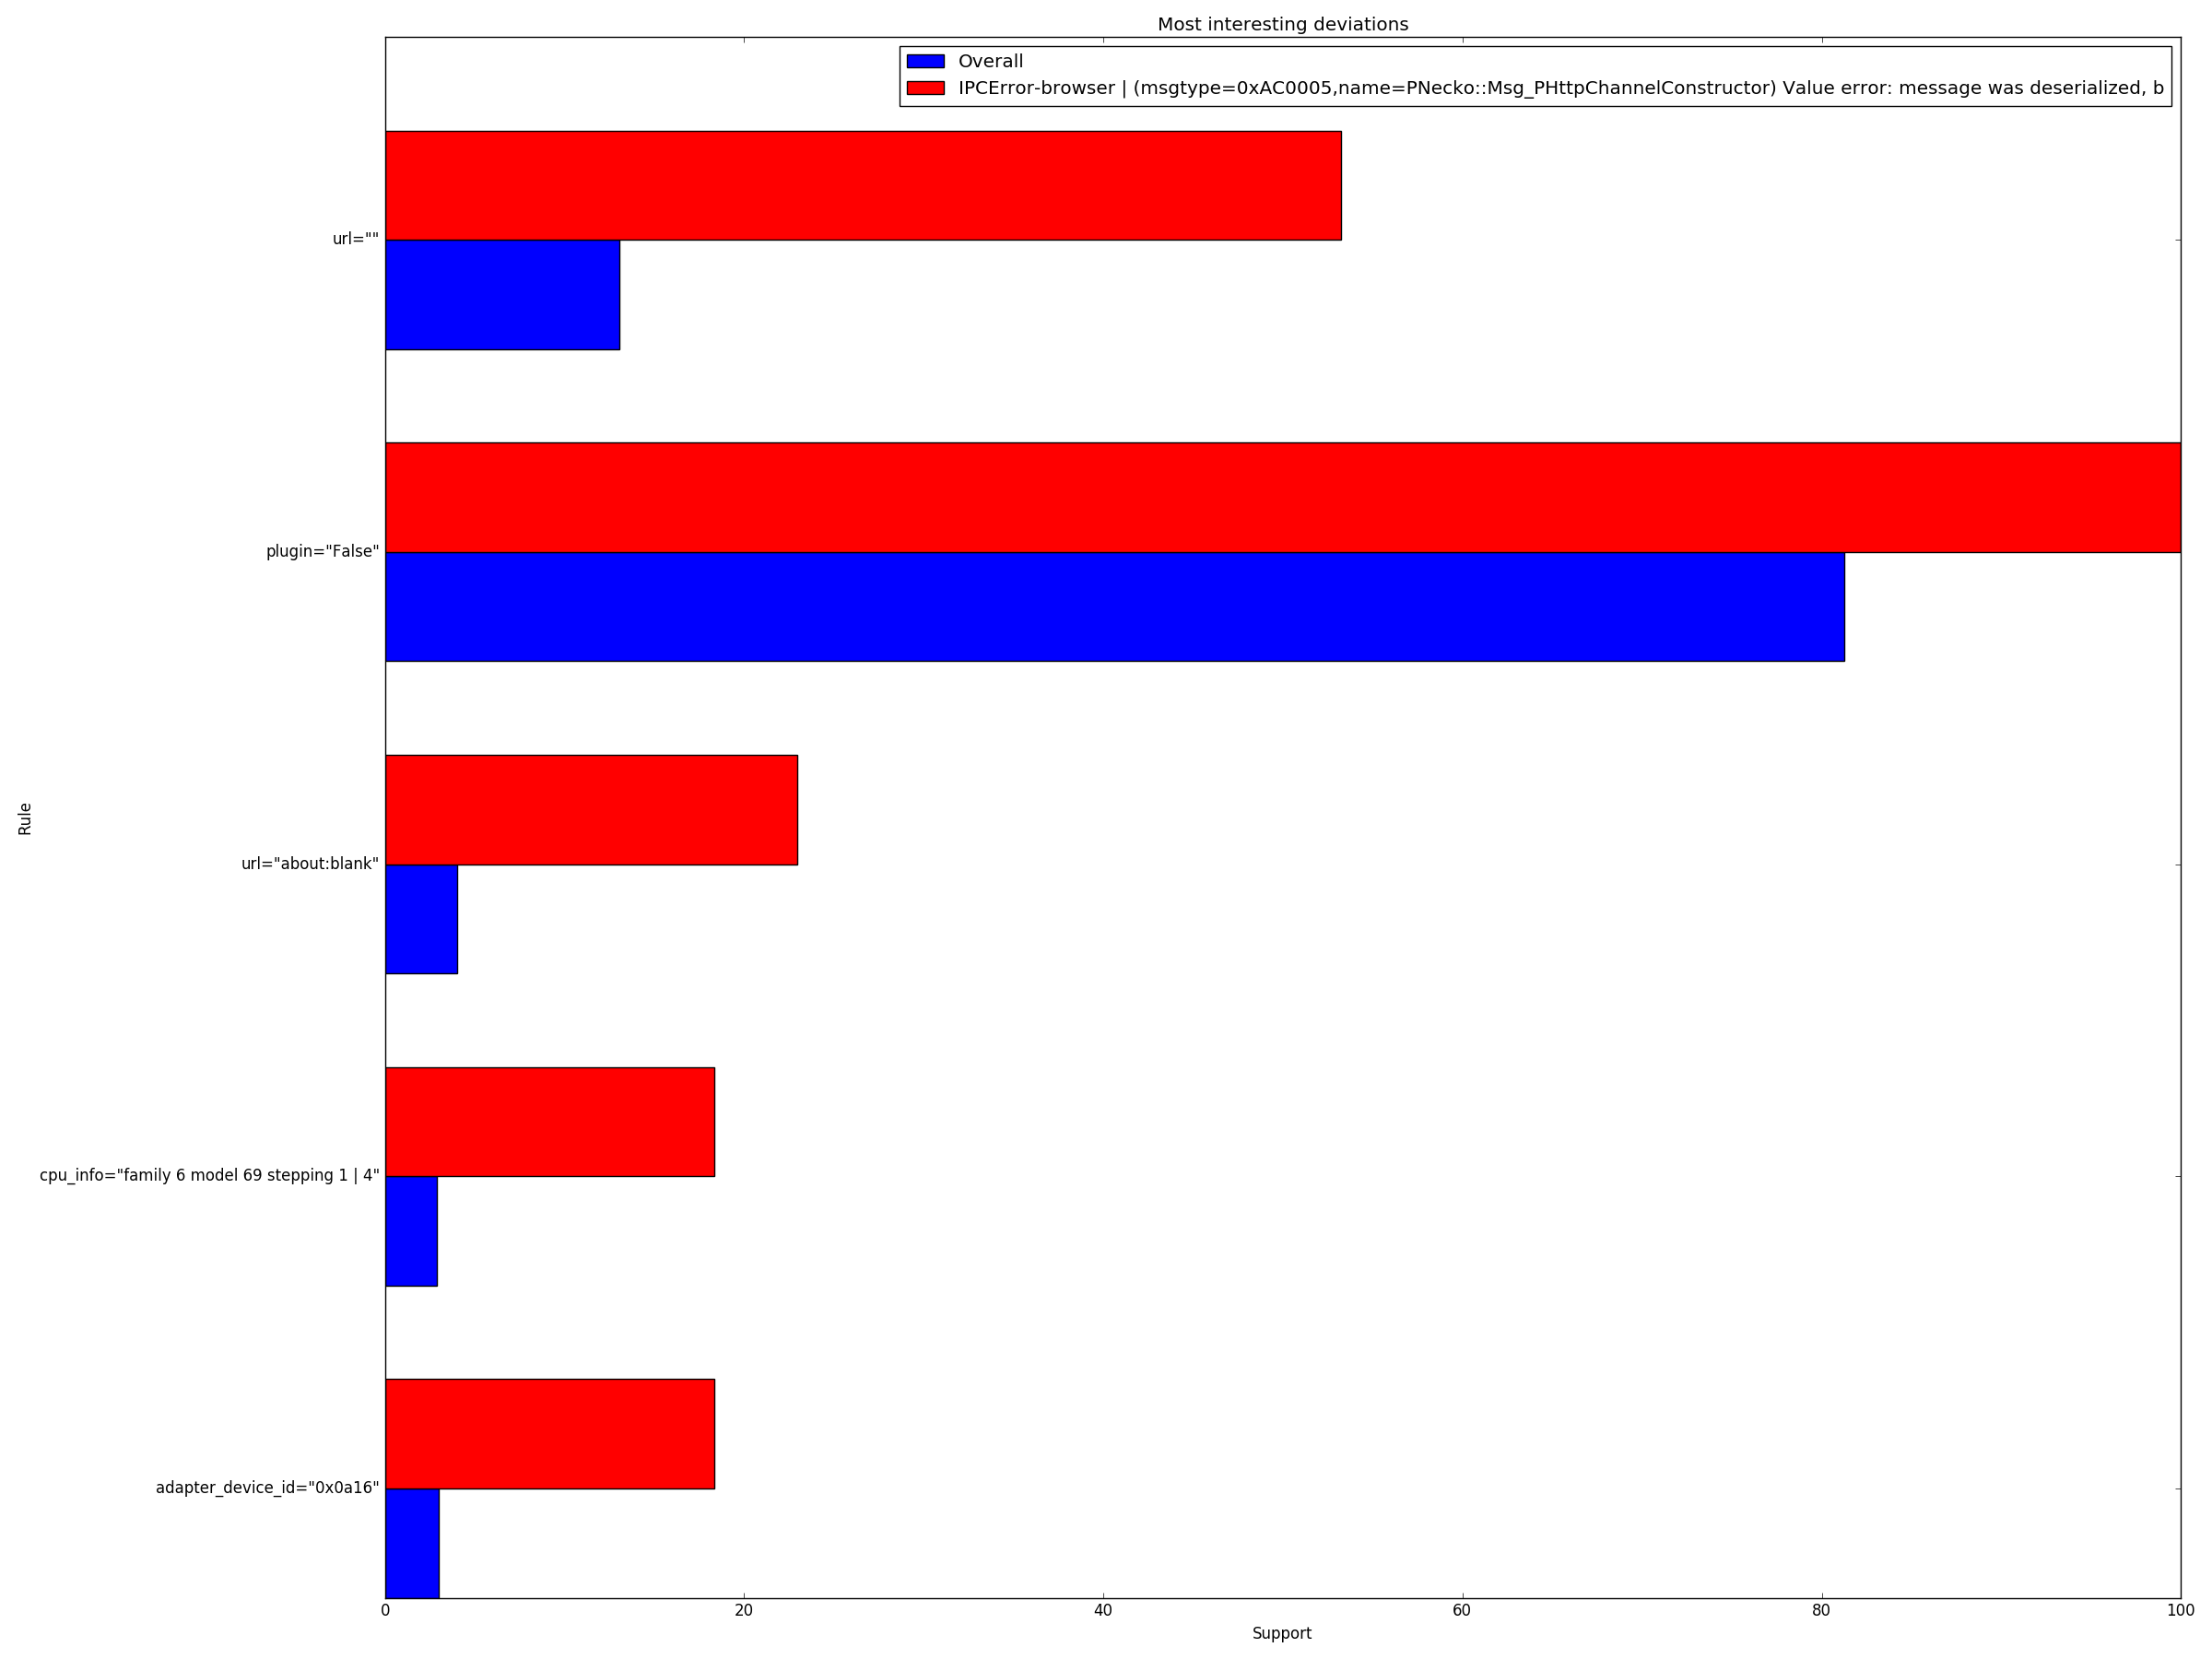 Most interesting deviations
Overall
IPCError-browser | (msgtype=0xAC0005,name=PNecko::Msg_PHttpChannelConstructor) Value error: message was deserialized, b
url=""
plugin="False"
url="about:blank"
cpu_info="family 6 model 69 stepping 1 | 4"
adapter_device_id="0x0a16"
Rule
0 20 40 60 80 100
Support